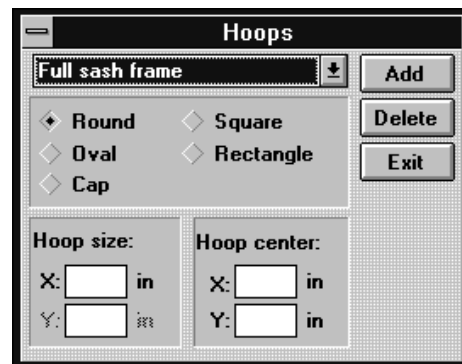 Hoops
Full sash frame
Add
Round Square
Delete
Oval Rectangle
Exit
Cap
Hoop size: Hoop center:
X: in X: in
Y: in Y: in